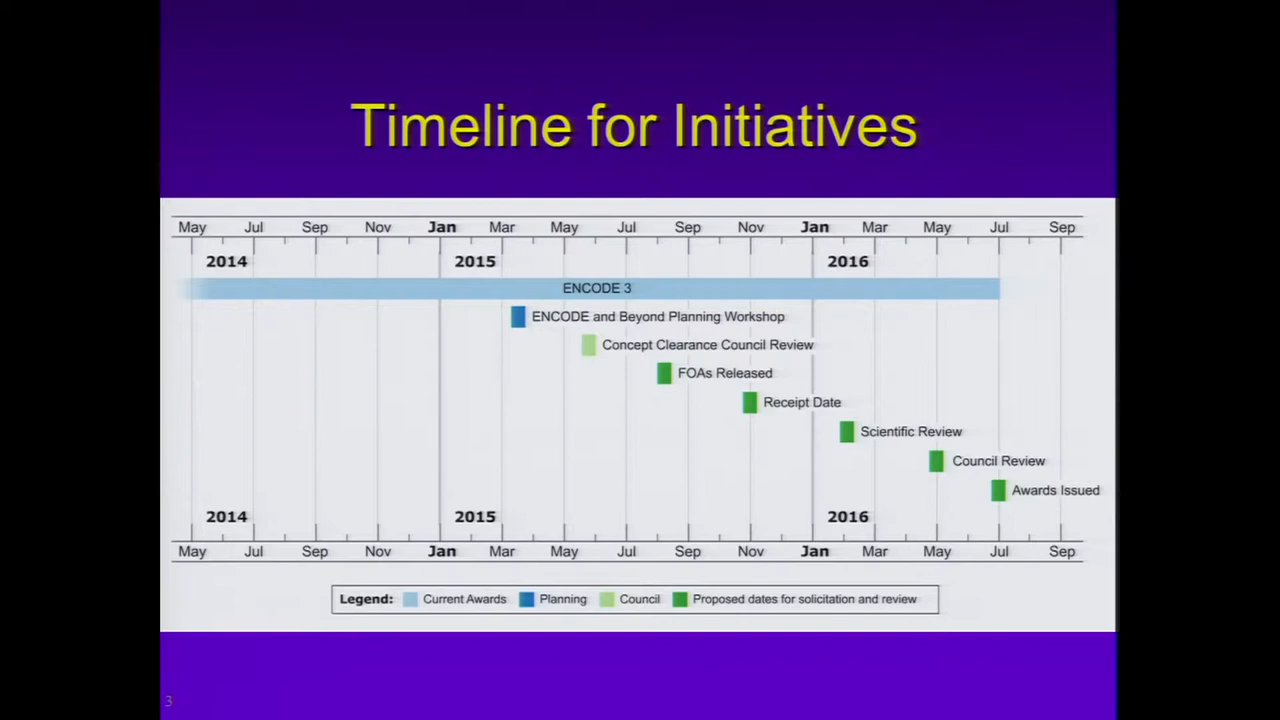 Timeline for Initiatives
May Jul Sep Nov Jan Mar May Jul Sep Nov Jan Mar May Jul Sep
2014 2015 2016
ENCODE 3
ENCODE and Beyond Planning Workshop
Concept Clearance Council Review
FOAs Released
Receipt Date
Scientific Review
Council Review
Awards Issued
2014 2015 2016
May Jul Sep Nov Jan Mar May Jul Sep Nov Jan Mar May Jul Sep
Legend: Current Awards Planning Council Proposed dates for solicitation and review
3